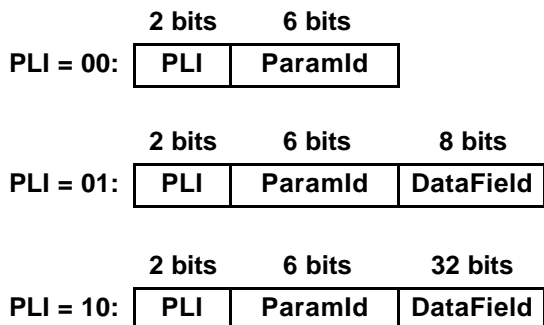 2 bits 6 bits
PLI = 00: PLI ParamId
2 bits 6 bits 8 bits
PLI = 01: PLI ParamId DataField
2 bits 6 bits 32 bits
PLI = 10: PLI ParamId DataField